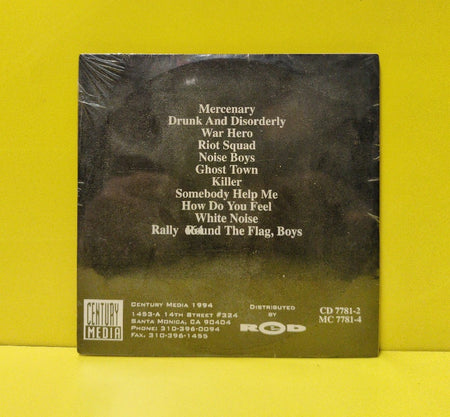 Mercenary
Drunk And Disorderly
War Hero
Riot Squad
Noise Boys
Ghost Town
Killer
Somebody Help Me
How Do You Feel
White Noise
Rally Round The Flag, Boys
CENTURY MEDIA
CENTURY MEDIA 1994
1453-A 14TH STREET #324
SANTA MONICA, CA 90404
PHONE: 310-396-0094
FAX. 310-396-1455
DISTRIBUTED
BY
RED
CD 7781-2
MC 7781-4